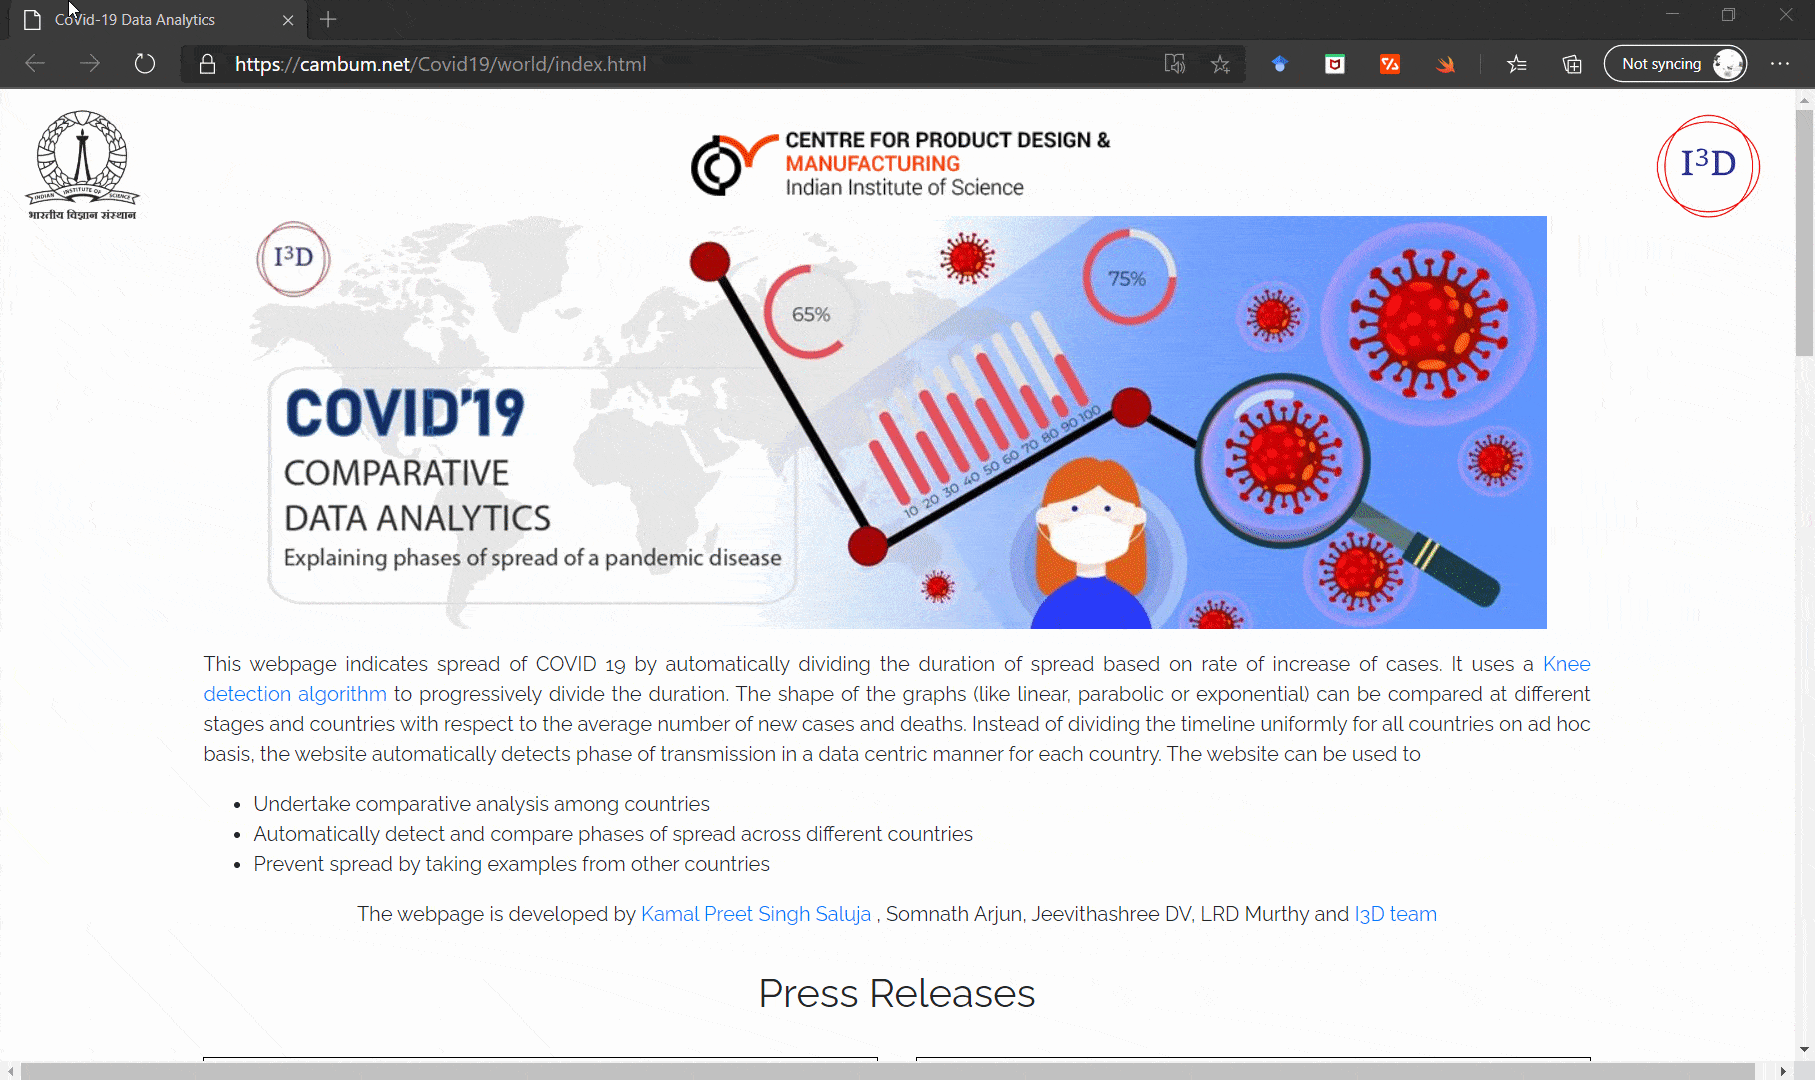 CoVid-19 Data Analytics
https://cambum.net/Covid19/world/index.html
Not syncing
INDIAN INSTITUTE OF SCIENCE
भारतीय विज्ञान संस्थान
CENTRE FOR PRODUCT DESIGN &
MANUFACTURING
Indian Institute of Science
I³D
I³D
65%
75%
10 20 30 40 50 60 70 80 90 100
COVID'19
COMPARATIVE
DATA ANALYTICS
Explaining phases of spread of a pandemic disease
This webpage indicates spread of COVID 19 by automatically dividing the duration of spread based on rate of increase of cases. It uses a Knee
detection algorithm to progressively divide the duration. The shape of the graphs (like linear, parabolic or exponential) can be compared at different
stages and countries with respect to the average number of new cases and deaths. Instead of dividing the timeline uniformly for all countries on ad hoc
basis, the website automatically detects phase of transmission in a data centric manner for each country. The website can be used to
• Undertake comparative analysis among countries
• Automatically detect and compare phases of spread across different countries
• Prevent spread by taking examples from other countries
The webpage is developed by Kamal Preet Singh Saluja , Somnath Arjun, Jeevithashree DV, LRD Murthy and I3D team
Press Releases